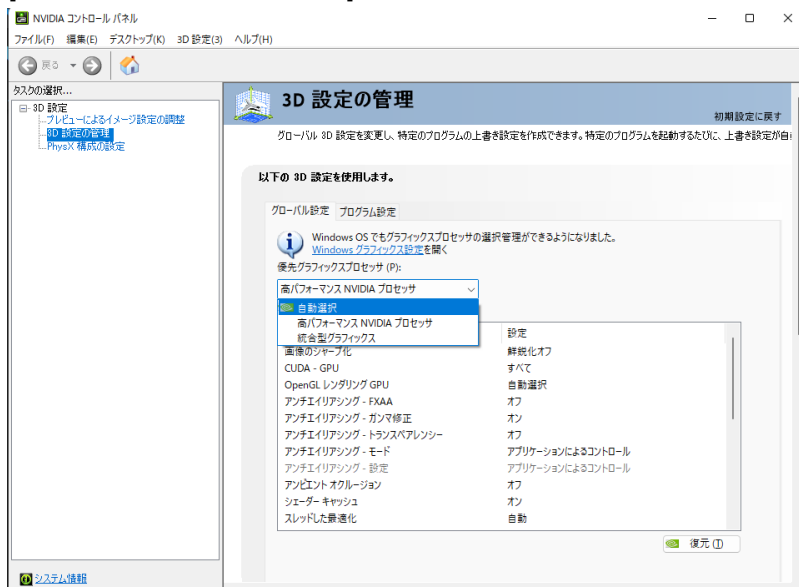 NVIDIA コントロール パネル
ファイル(F) 編集(E) デスクトップ(K) 3D 設定(3) ヘルプ(H)
戻る
タスクの選択...
3D 設定
プレビューによるイメージ設定の調整
3D 設定の管理
PhysX 構成の設定
システム情報
3D 設定の管理
初期設定に戻す
グローバル 3D 設定を変更し、特定のプログラムの上書き設定を作成できます。特定のプログラムを起動するたびに、上書き設定が自
以下の 3D 設定を使用します。
グローバル設定 プログラム設定
Windows OS でもグラフィックスプロセッサの選択管理ができるようになりました。
Windows グラフィックス設定を開く
優先グラフィックスプロセッサ (P):
高パフォーマンス NVIDIA プロセッサ
自動選択
高パフォーマンス NVIDIA プロセッサ
統合型グラフィックス
設定
画像のシャープ化 鮮鋭化オフ
CUDA - GPU すべて
OpenGL レンダリング GPU 自動選択
アンチエイリアシング - FXAA オフ
アンチエイリアシング - ガンマ修正 オン
アンチエイリアシング - トランスペアレンシー オフ
アンチエイリアシング - モード アプリケーションによるコントロール
アンチエイリアシング - 設定 アプリケーションによるコントロール
アンビエント オクルージョン オフ
シェーダー キャッシュ オン
スレッドした最適化 自動
復元 (T)